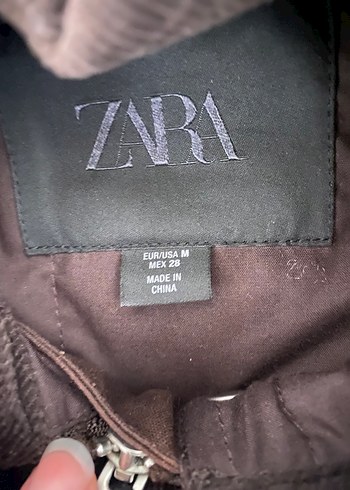 ZARA
EUR/USA M
MEX 28
MADE IN
CHINA